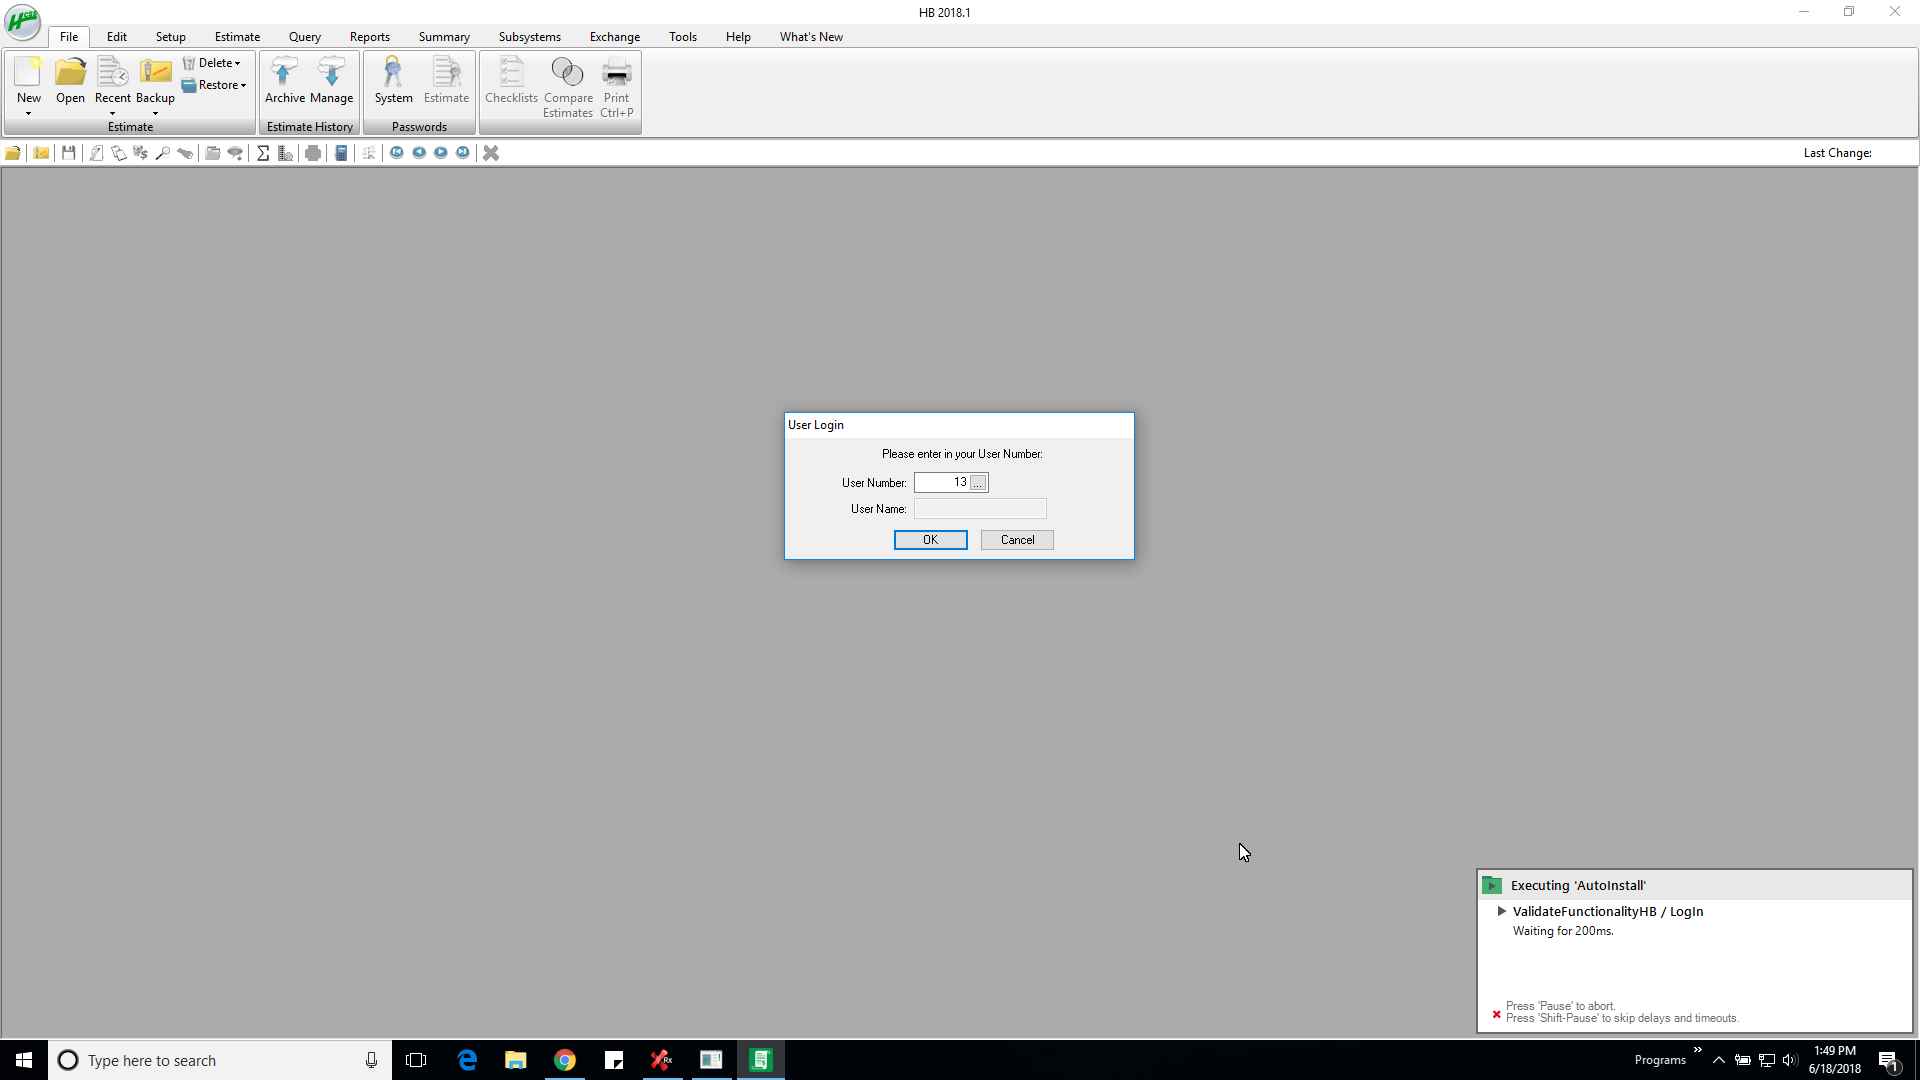 HB 2018.1
File Edit Setup Estimate Query Reports Summary Subsystems Exchange Tools Help What's New
New Open Recent Backup Delete Restore
Estimate
Archive Manage
Estimate History
System Estimate
Passwords
Checklists Compare Estimates Print Ctrl+P
Last Change:
User Login
Please enter in your User Number:
User Number: 13 ...
User Name:
OK Cancel
Executing 'AutoInstall'
ValidateFunctionalityHB / LogIn
Waiting for 200ms.
Press 'Pause' to abort.
Press 'Shift-Pause' to skip delays and timeouts.
Type here to search
Programs
1:49 PM
6/18/2018
1